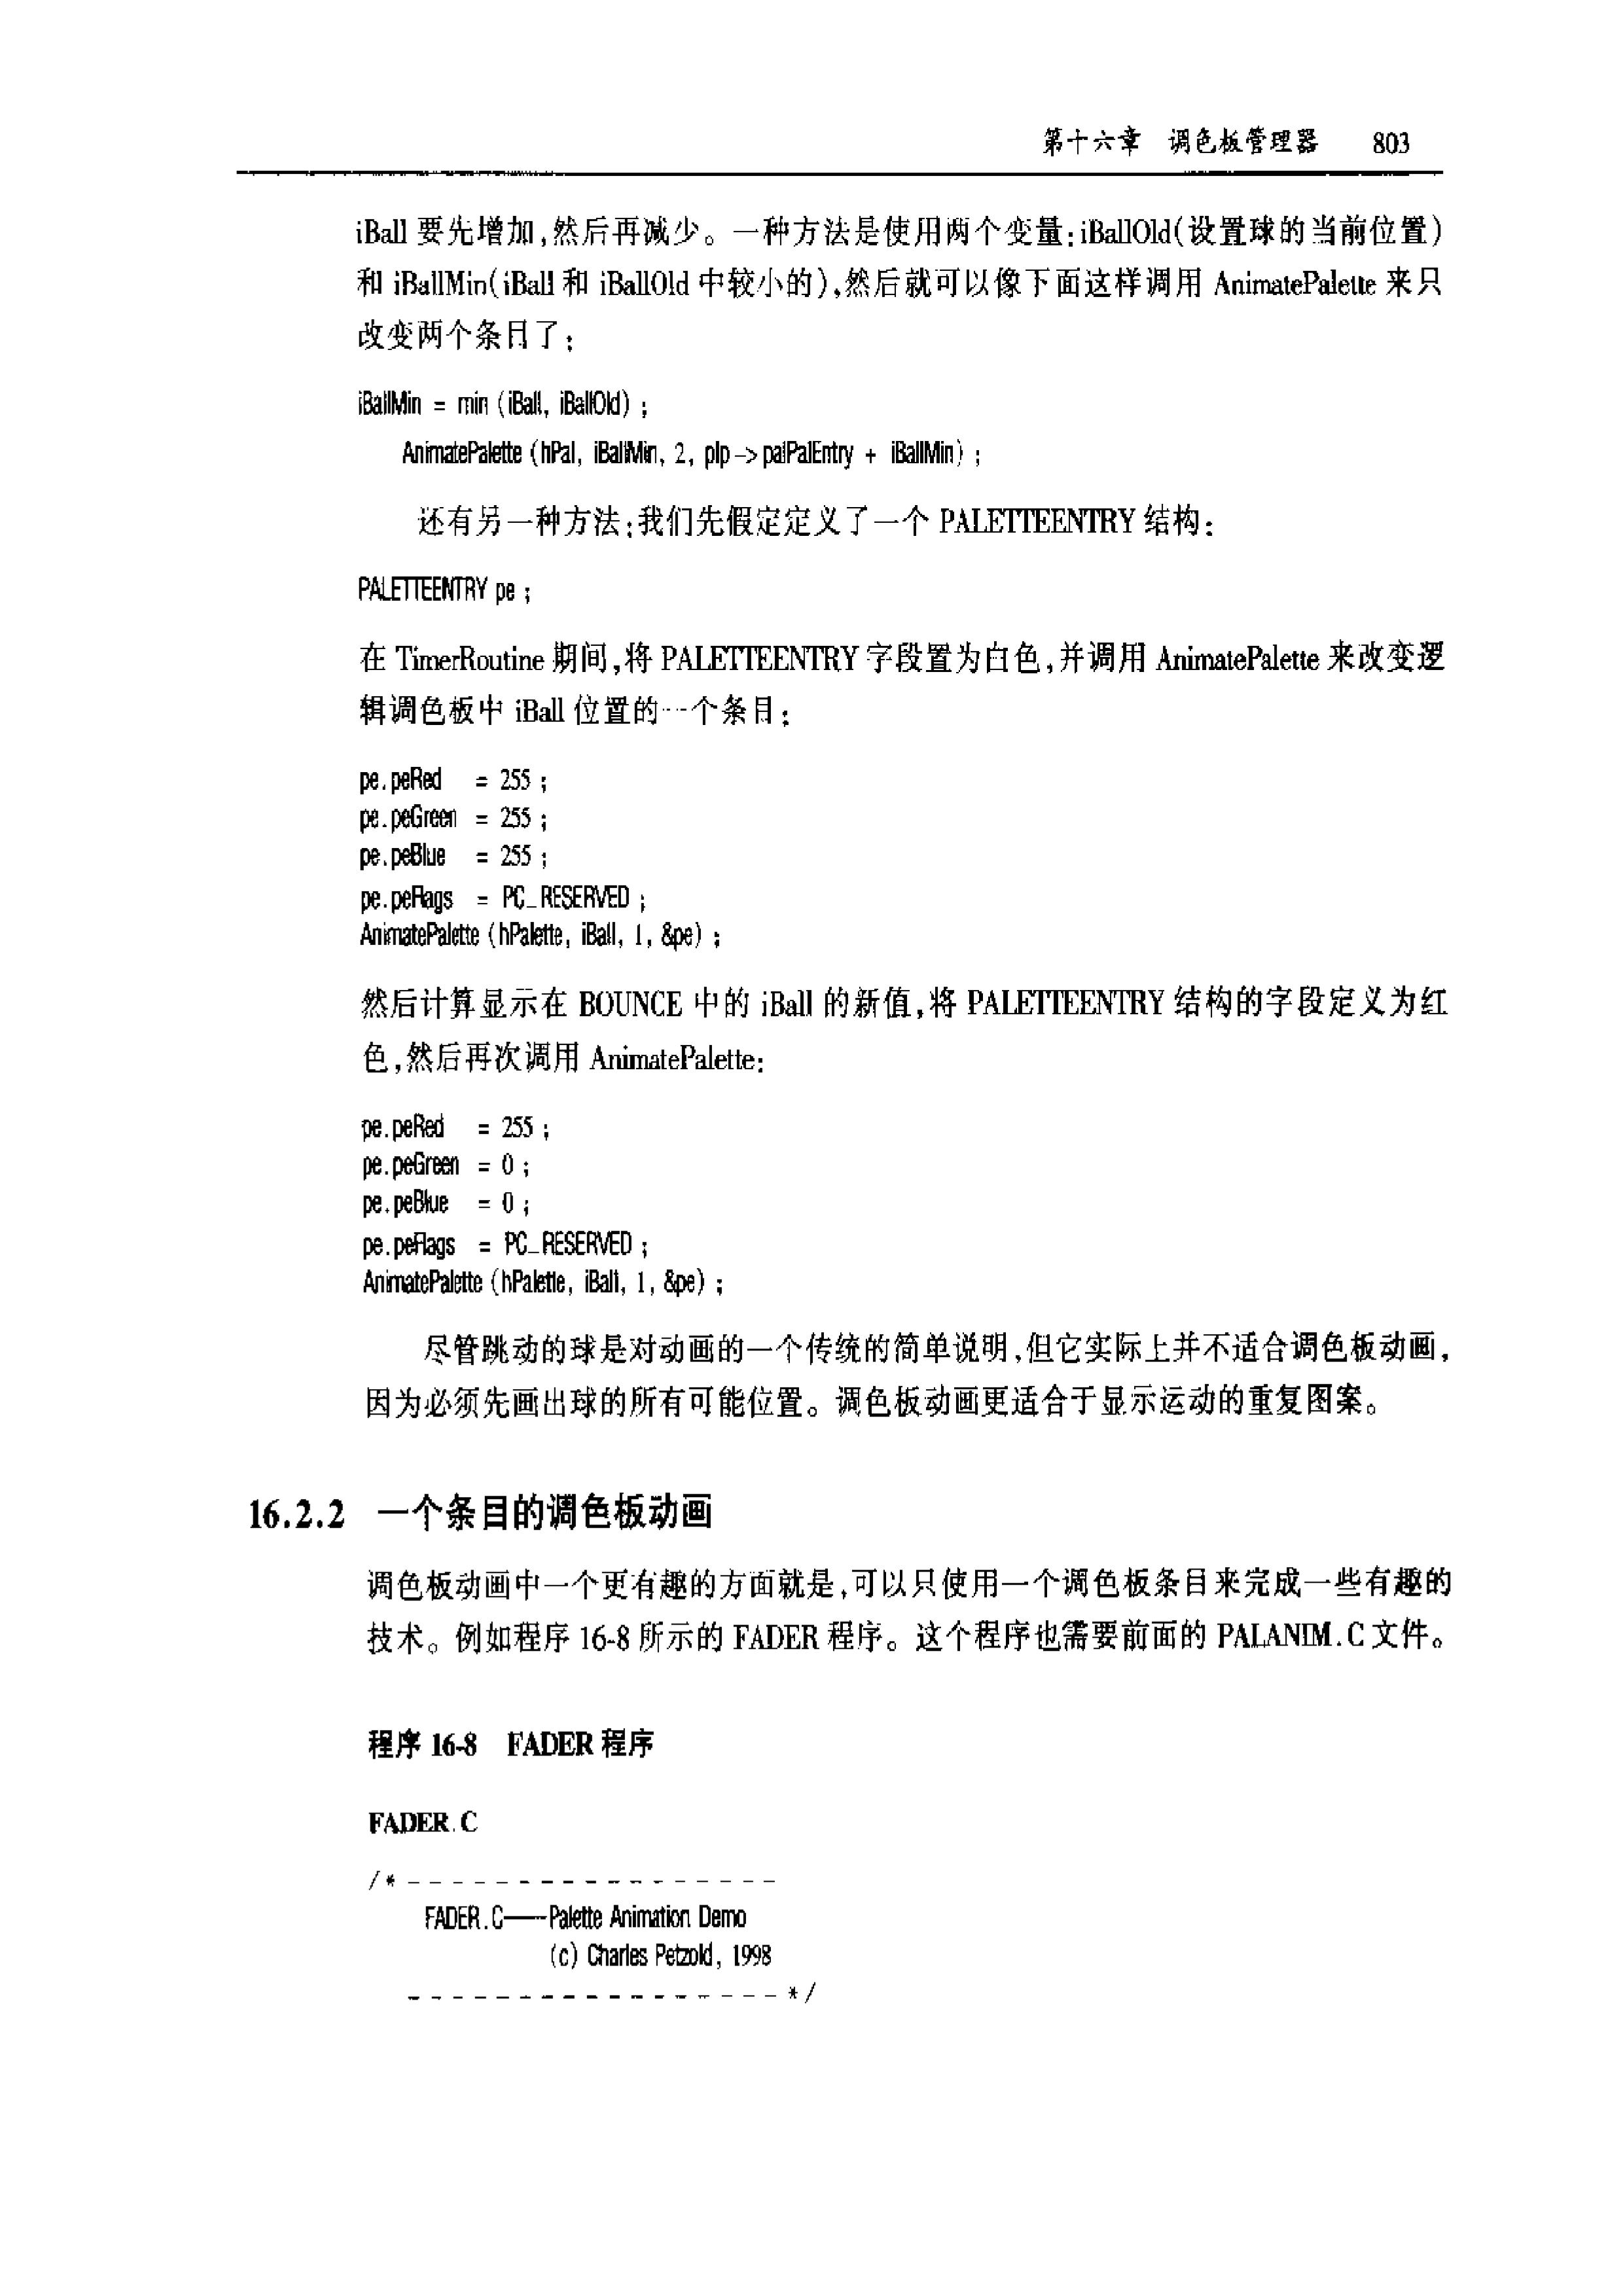 第十六章 调色板管理器 803
iBall 要先增加,然后再减少。一种方法是使用两个变量:iBallOld(设置球的当前位置)
和 iBallMin(iBall 和 iBallOld 中较小的),然后就可以像下面这样调用 AnimatePalette 来只
改变两个条目了:
iBallMin = min (iBall, iBallOld) ;
AnimatePalette (hPal, iBallMin, 2, plp -> palPalEntry + iBallMin) ;
还有另一种方法:我们先假定定义了一个 PALETTEENTRY 结构:
PALETTEENTRY pe ;
在 TimerRoutine 期间,将 PALETTEENTRY 字段置为白色,并调用 AnimatePalette 来改变逻
辑调色板中 iBall 位置的一个条目:
pe.peRed = 255 ;
pe.peGreen = 255 ;
pe.peBlue = 255 ;
pe.peFlags = PC_RESERVED ;
AnimatePalette (hPalette, iBall, 1, &pe) ;
然后计算显示在 BOUNCE 中的 iBall 的新值,将 PALETTEENTRY 结构的字段定义为红
色,然后再次调用 AnimatePalette:
pe.peRed = 255 ;
pe.peGreen = 0 ;
pe.peBlue = 0 ;
pe.peFlags = PC_RESERVED ;
AnimatePalette (hPalette, iBall, 1, &pe) ;
尽管跳动的球是对动画的一个传统的简单说明,但它实际上并不适合调色板动画,
因为必须先画出球的所有可能位置。调色板动画更适合于显示运动的重复图案。
16.2.2 一个条目的调色板动画
调色板动画中一个更有趣的方面就是,可以只使用一个调色板条目来完成一些有趣的
技术。例如程序 16-8 所示的 FADER 程序。这个程序也需要前面的 PALANIM.C 文件。
程序 16-8 FADER 程序
FADER.C
/* - - - - - - - - - - - - - - - - -
FADER.C——Palette Animation Demo
(c) Charles Petzold, 1998
- - - - - - - - - - - - - - - - - */